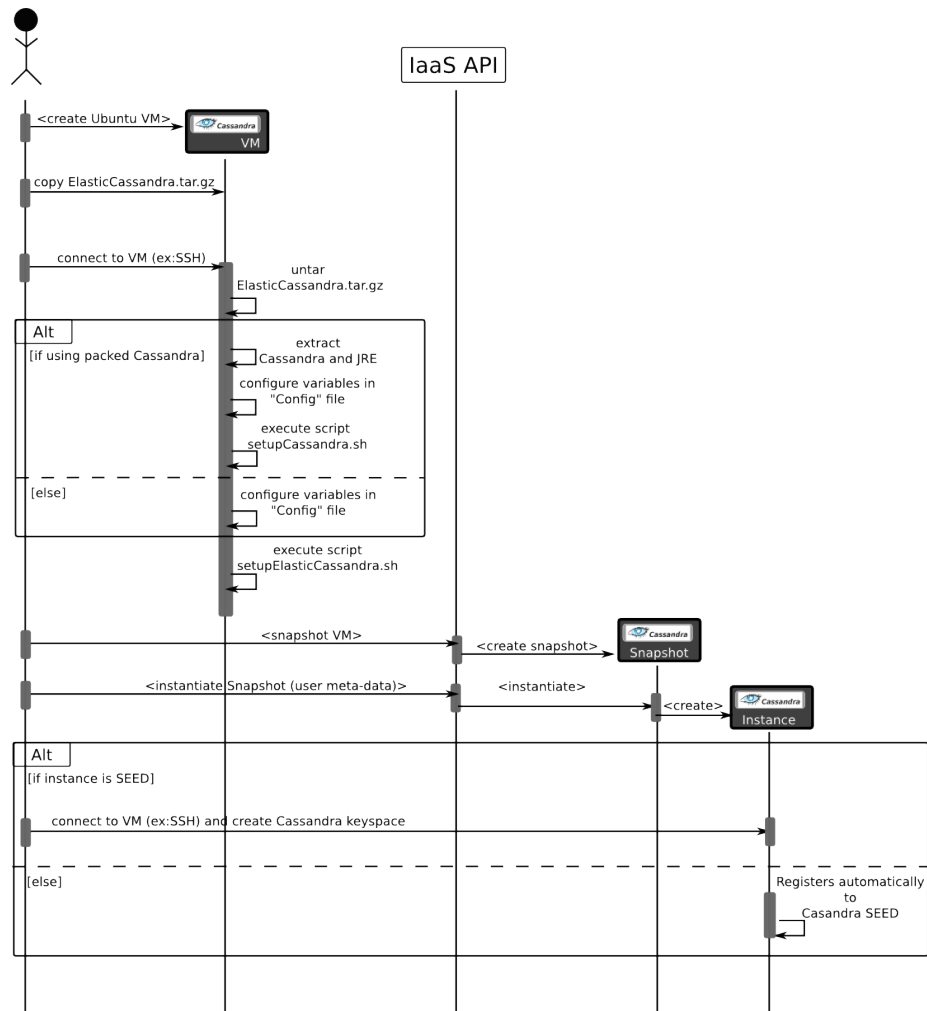 IaaS API
<create Ubuntu VM>
Cassandra
VM
copy ElasticCassandra.tar.gz
connect to VM (ex:SSH)
untar
ElasticCassandra.tar.gz
Alt
[if using packed Cassandra]
extract
Cassandra and JRE
configure variables in
"Config" file
execute script
setupCassandra.sh
[else]
configure variables in
"Config" file
execute script
setupElasticCassandra.sh
<snapshot VM>
<create snapshot>
Cassandra
Snapshot
<instantiate Snapshot (user meta-data)>
<instantiate>
<create>
Cassandra
Instance
Alt
[if instance is SEED]
connect to VM (ex:SSH) and create Cassandra keyspace
[else]
Registers automatically
to
Casandra SEED